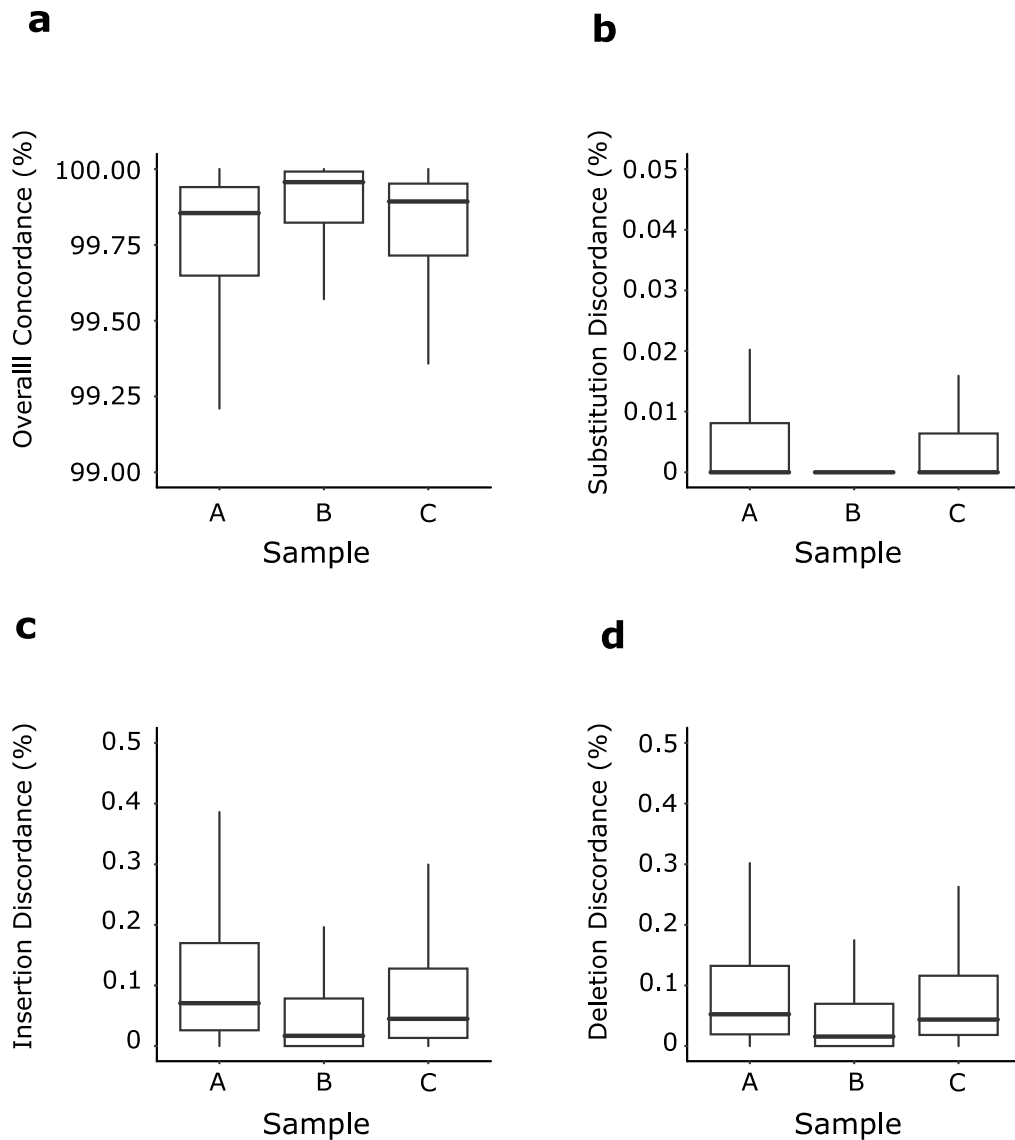 a
Overalll Concordance (%)
100.00
99.75
99.50
99.25
99.00
A B C
Sample
b
Substitution Discordance (%)
0.05
0.04
0.03
0.02
0.01
0
A B C
Sample
c
Insertion Discordance (%)
0.5
0.4
0.3
0.2
0.1
0
A B C
Sample
d
Deletion Discordance (%)
0.5
0.4
0.3
0.2
0.1
0
A B C
Sample